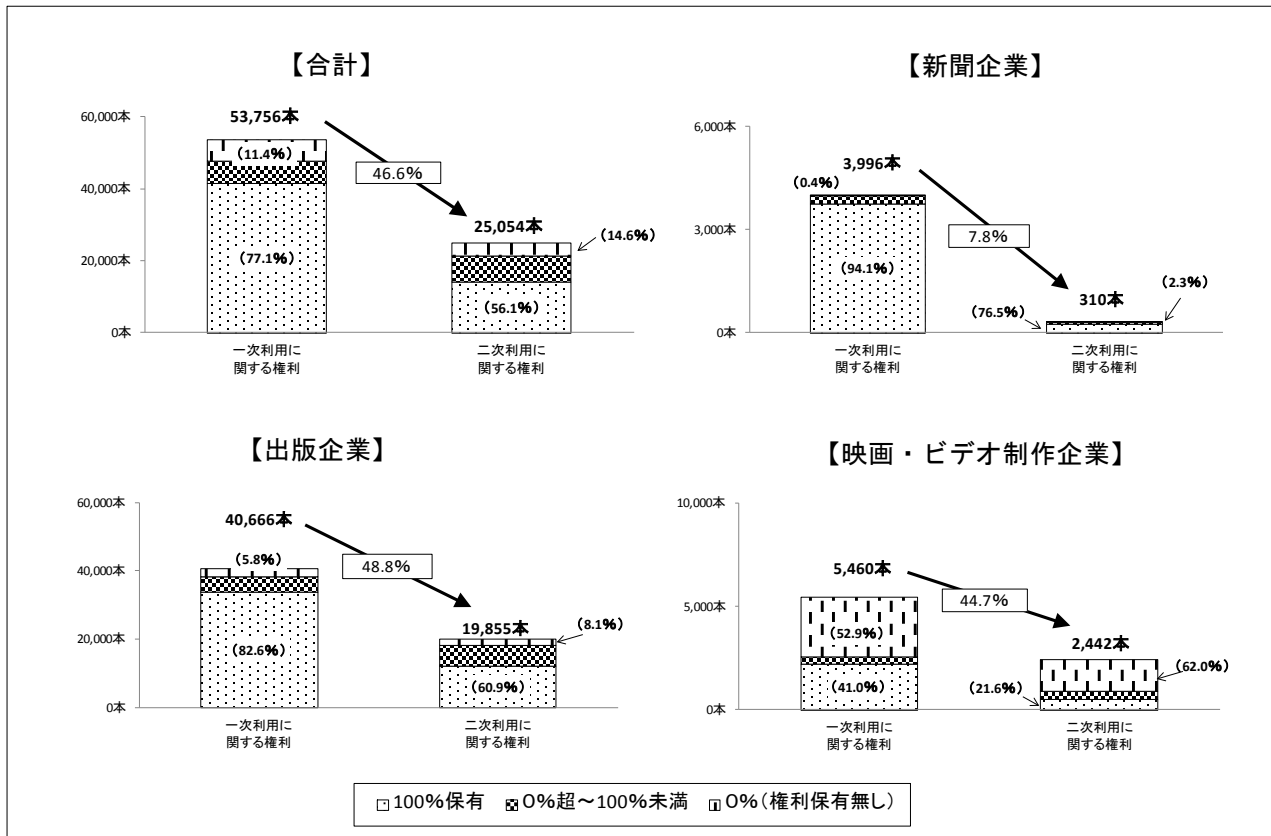 【合計】
60,000本
40,000本
20,000本
0本
53,756本
(11.4%)
(77.1%)
46.6%
25,054本
(14.6%)
(56.1%)
一次利用に
関する権利
二次利用に
関する権利
【新聞企業】
6,000本
3,000本
0本
3,996本
(0.4%)
(94.1%)
7.8%
310本
(2.3%)
(76.5%)
一次利用に
関する権利
二次利用に
関する権利
【出版企業】
60,000本
40,000本
20,000本
0本
40,666本
(5.8%)
(82.6%)
48.8%
19,855本
(8.1%)
(60.9%)
一次利用に
関する権利
二次利用に
関する権利
【映画・ビデオ制作企業】
10,000本
5,000本
0本
5,460本
(52.9%)
(41.0%)
44.7%
2,442本
(62.0%)
(21.6%)
一次利用に
関する権利
二次利用に
関する権利
100%保有 0%超~100%未満 0%(権利保有無し)